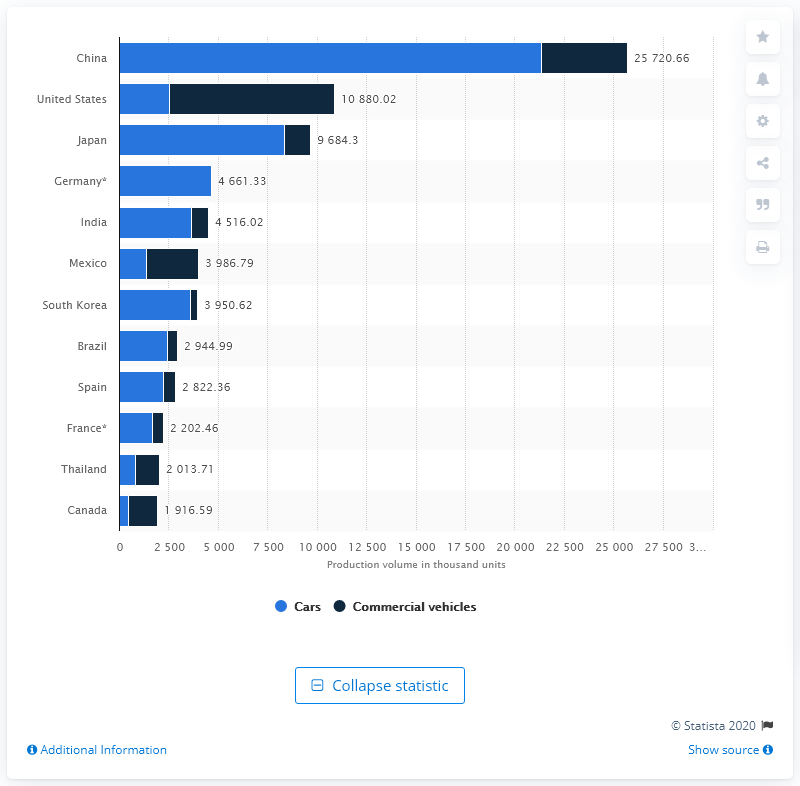 China 25 720.66
United States 10 880.02
Japan 9 684.3
Germany* 4 661.33
India 4 516.02
Mexico 3 986.79
South Korea 3 950.62
Brazil 2 944.99
Spain 2 822.36
France* 2 202.46
Thailand 2 013.71
Canada 1 916.59
0 2 500 5 000 7 500 10 000 12 500 15 000 17 500 20 000 22 500 25 000 27 500 3...
Production volume in thousand units
Cars Commercial vehicles
Collapse statistic
© Statista 2020
Additional Information Show source